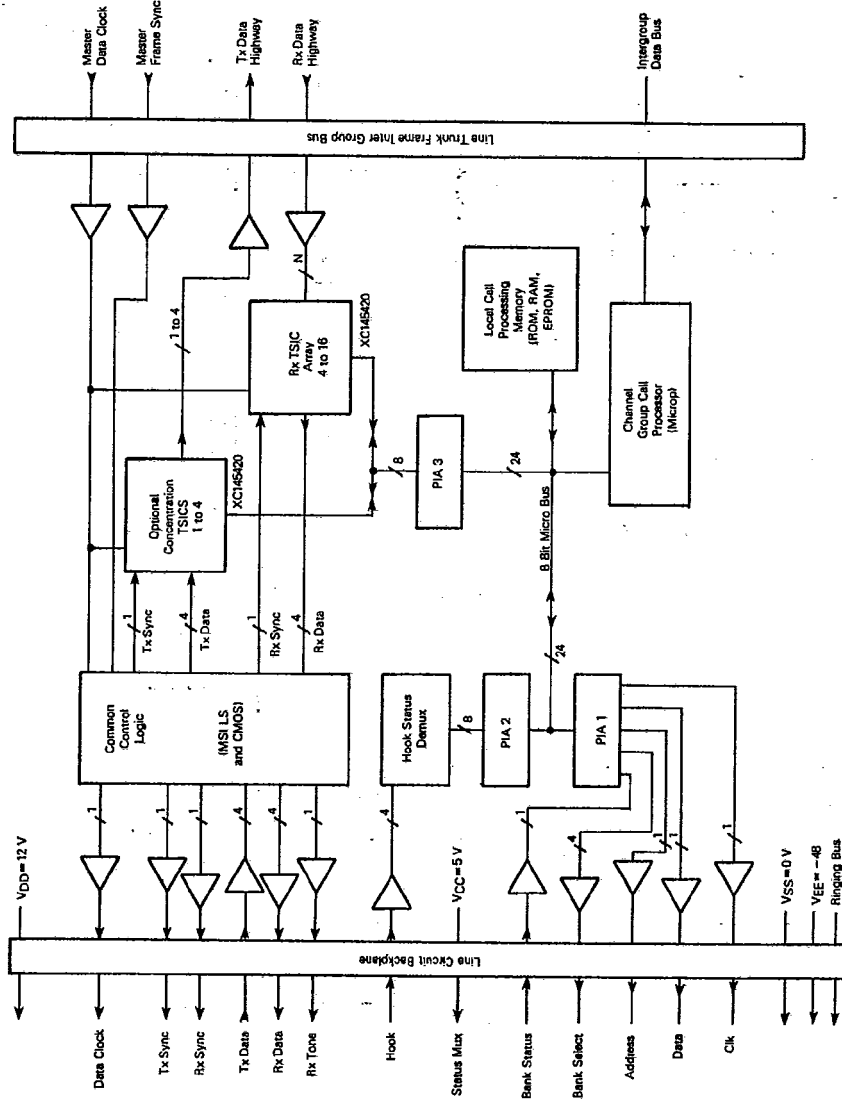 Master
Data Clock
Master
Frame Sync
Tx Data
Highway
Rx Data
Highway
Intergroup
Data Bus
Line Trunk Frame Inter Group Bus
1 to 4
N
Optional
Concentration
TSICS
1 to 4
XC145420
Rx TSIC
Array
4 to 16
XC145420
Local Call
Processing
Memory
(ROM, RAM,
EPROM)
Channel
Group Call
Processor
(Microp)
8
PIA 3
24
8 Bit Micro Bus
24
1
Tx Sync
4
Tx Data
1
Rx Sync
4
Rx Data
Common
Control
Logic
(MSI LS
and CMOS)
Hook Status
Demux
8
PIA 2
PIA 1
1
1
1
4
4
1
4
1
4
1
1
1
VDD=12 V
VCC=5 V
VSS=0 V
VEE=-48
Ringing Bus
Line Circuit Backplane
Data Clock
Tx Sync
Rx Sync
Tx Data
Rx Data
Rx Tone
Hook
Status Mux
Bank Status
Bank Select
Address
Data
Clk